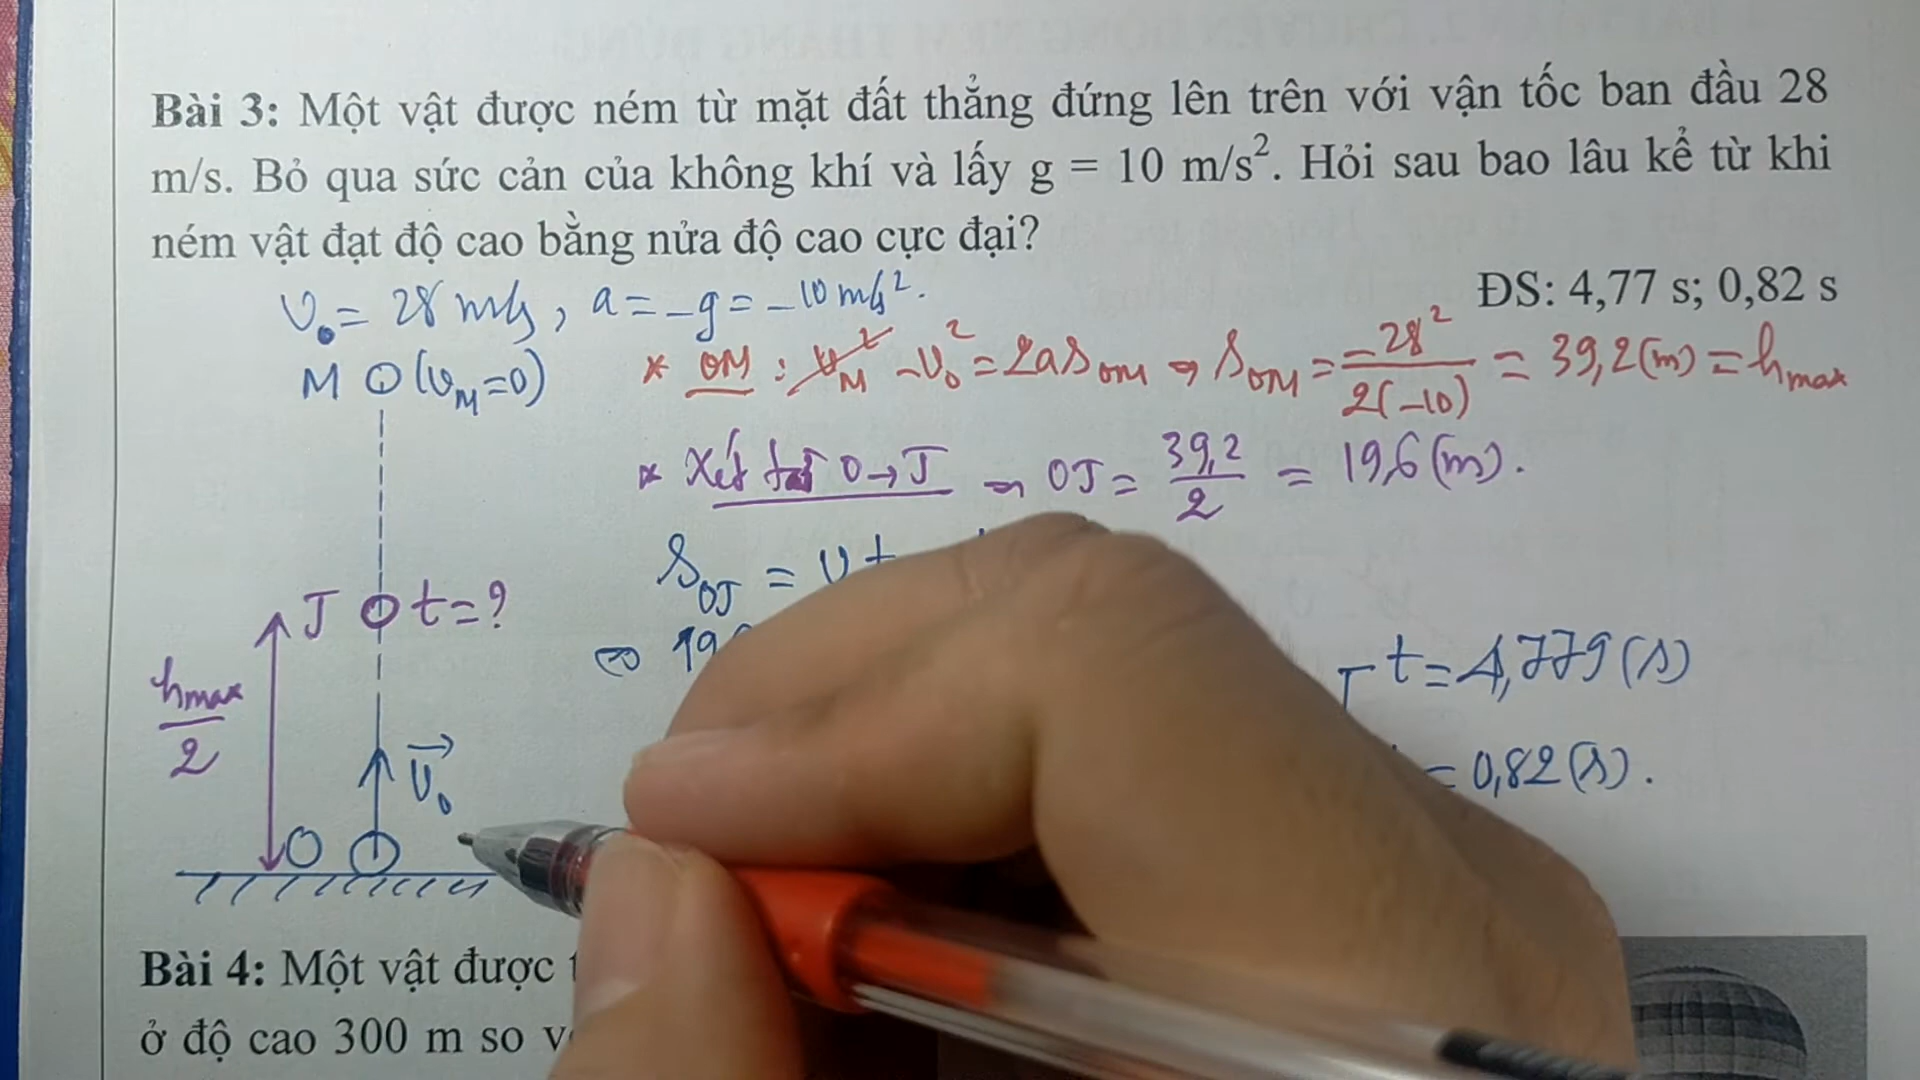 Bài 3: Một vật được ném từ mặt đất thẳng đứng lên trên với vận tốc ban đầu 28
m/s. Bỏ qua sức cản của không khí và lấy g = 10 m/s². Hỏi sau bao lâu kể từ khi
ném vật đạt độ cao bằng nửa độ cao cực đại?
ĐS: 4,77 s; 0,82 s
v₀ = 28 m/s, a = -g = -10 m/s².
M (v_M = 0)
* OM : v_M² - v₀² = 2as_OM ⇒ s_OM = -28²/2(-10) = 39,2 (m) = hmax
* Xét từ O→J ⇒ OJ = 39,2/2 = 19,6 (m).
s_OJ = v t
J t = ?
⇔ 19
t = 4,779 (s)
hmax/2
v₀
= 0,82 (s).
O
Bài 4: Một vật được
ở độ cao 300 m so